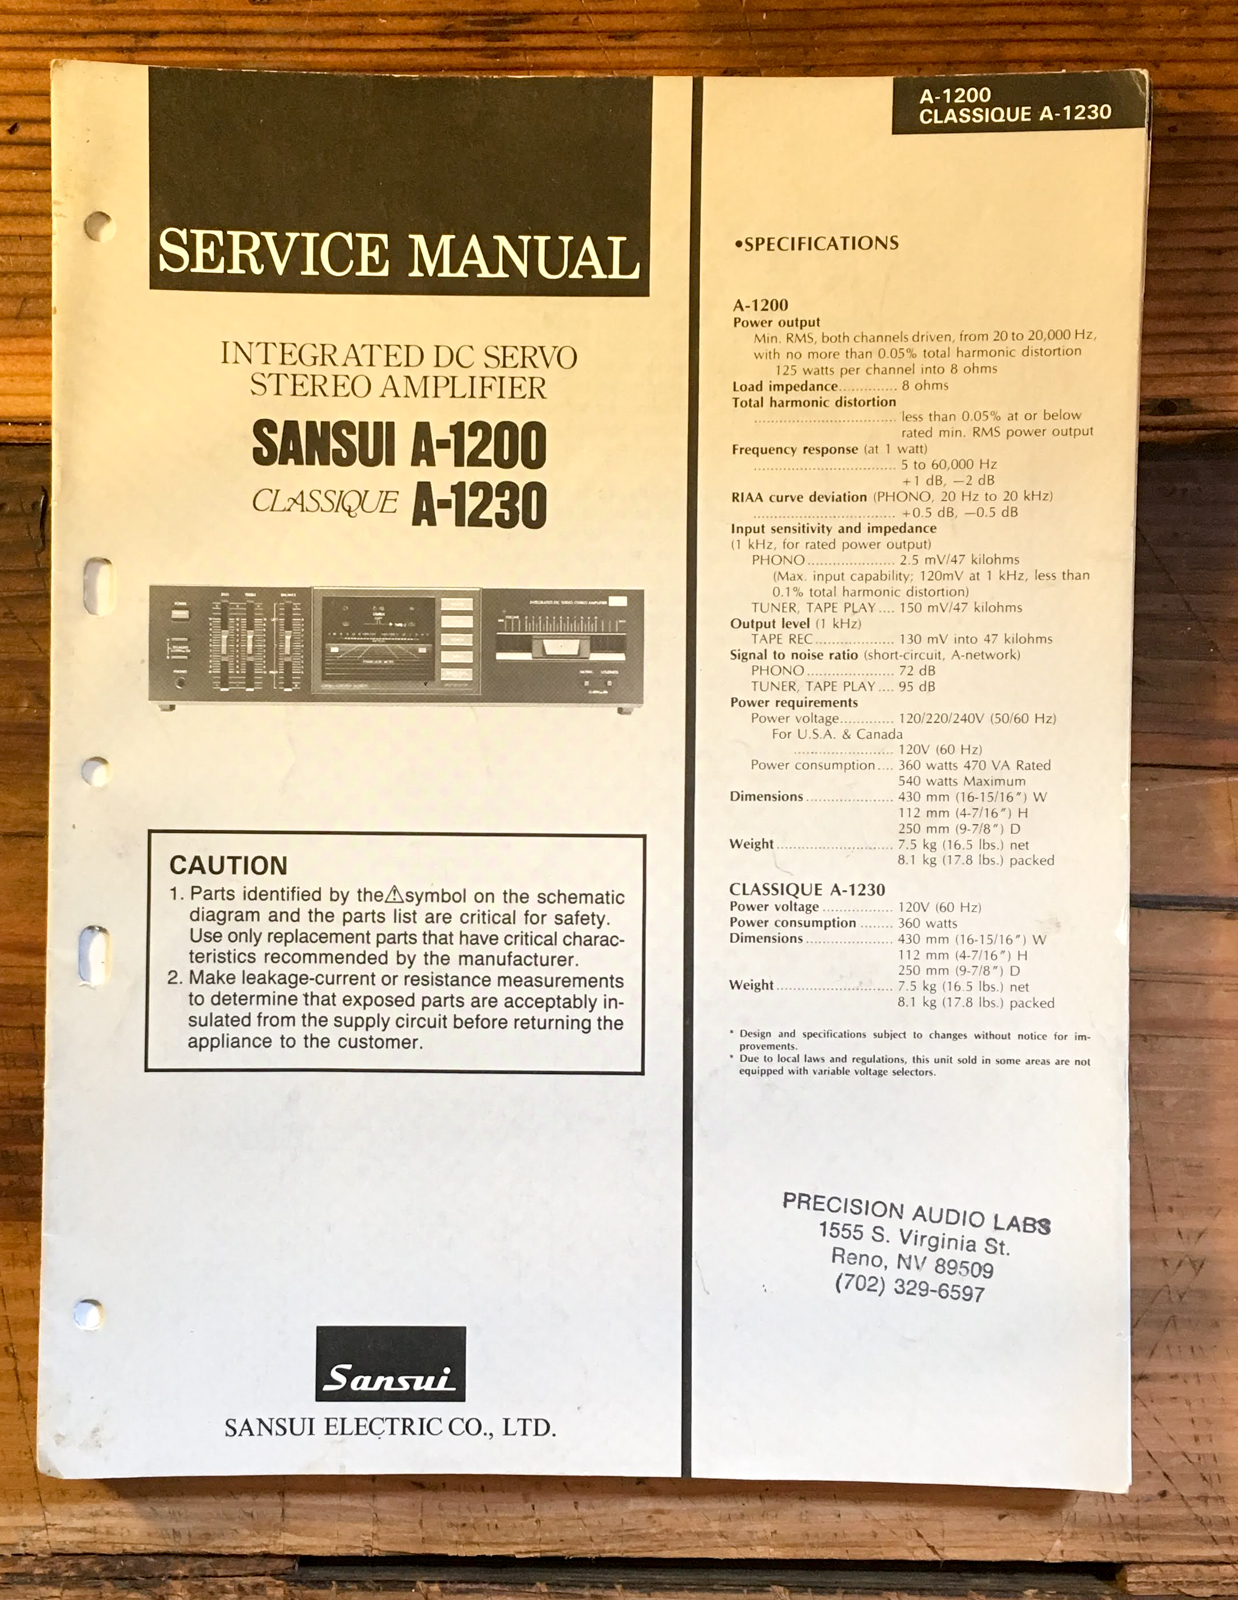 SERVICE MANUAL
INTEGRATED DC SERVO
STEREO AMPLIFIER
SANSUI A-1200
CLASSIQUE A-1230
CAUTION
1. Parts identified by the⚠symbol on the schematic
diagram and the parts list are critical for safety.
Use only replacement parts that have critical charac-
teristics recommended by the manufacturer.
2. Make leakage-current or resistance measurements
to determine that exposed parts are acceptably in-
sulated from the supply circuit before returning the
appliance to the customer.
Sansui
SANSUI ELECTRIC CO., LTD.
A-1200
CLASSIQUE A-1230
•SPECIFICATIONS
A-1200
Power output
Min. RMS, both channels driven, from 20 to 20,000 Hz,
with no more than 0.05% total harmonic distortion
125 watts per channel into 8 ohms
Load impedance............. 8 ohms
Total harmonic distortion
................................ less than 0.05% at or below
rated min. RMS power output
Frequency response (at 1 watt)
................................ 5 to 60,000 Hz
+1 dB, −2 dB
RIAA curve deviation (PHONO, 20 Hz to 20 kHz)
................................ +0.5 dB, −0.5 dB
Input sensitivity and impedance
(1 kHz, for rated power output)
PHONO.................... 2.5 mV/47 kilohms
(Max. input capability; 120mV at 1 kHz, less than
0.1% total harmonic distortion)
TUNER, TAPE PLAY.... 150 mV/47 kilohms
Output level (1 kHz)
TAPE REC.................. 130 mV into 47 kilohms
Signal to noise ratio (short-circuit, A-network)
PHONO.................... 72 dB
TUNER, TAPE PLAY.... 95 dB
Power requirements
Power voltage............ 120/220/240V (50/60 Hz)
For U.S.A. & Canada
....................... 120V (60 Hz)
Power consumption.... 360 watts 470 VA Rated
540 watts Maximum
Dimensions.................... 430 mm (16-15/16″) W
112 mm (4-7/16″) H
250 mm (9-7/8″) D
Weight.......................... 7.5 kg (16.5 lbs.) net
8.1 kg (17.8 lbs.) packed
CLASSIQUE A-1230
Power voltage................ 120V (60 Hz)
Power consumption........ 360 watts
Dimensions.................... 430 mm (16-15/16″) W
112 mm (4-7/16″) H
250 mm (9-7/8″) D
Weight.......................... 7.5 kg (16.5 lbs.) net
8.1 kg (17.8 lbs.) packed
* Design and specifications subject to changes without notice for im-
provements.
* Due to local laws and regulations, this unit sold in some areas are not
equipped with variable voltage selectors.
PRECISION AUDIO LABS
1555 S. Virginia St.
Reno, NV 89509
(702) 329-6597